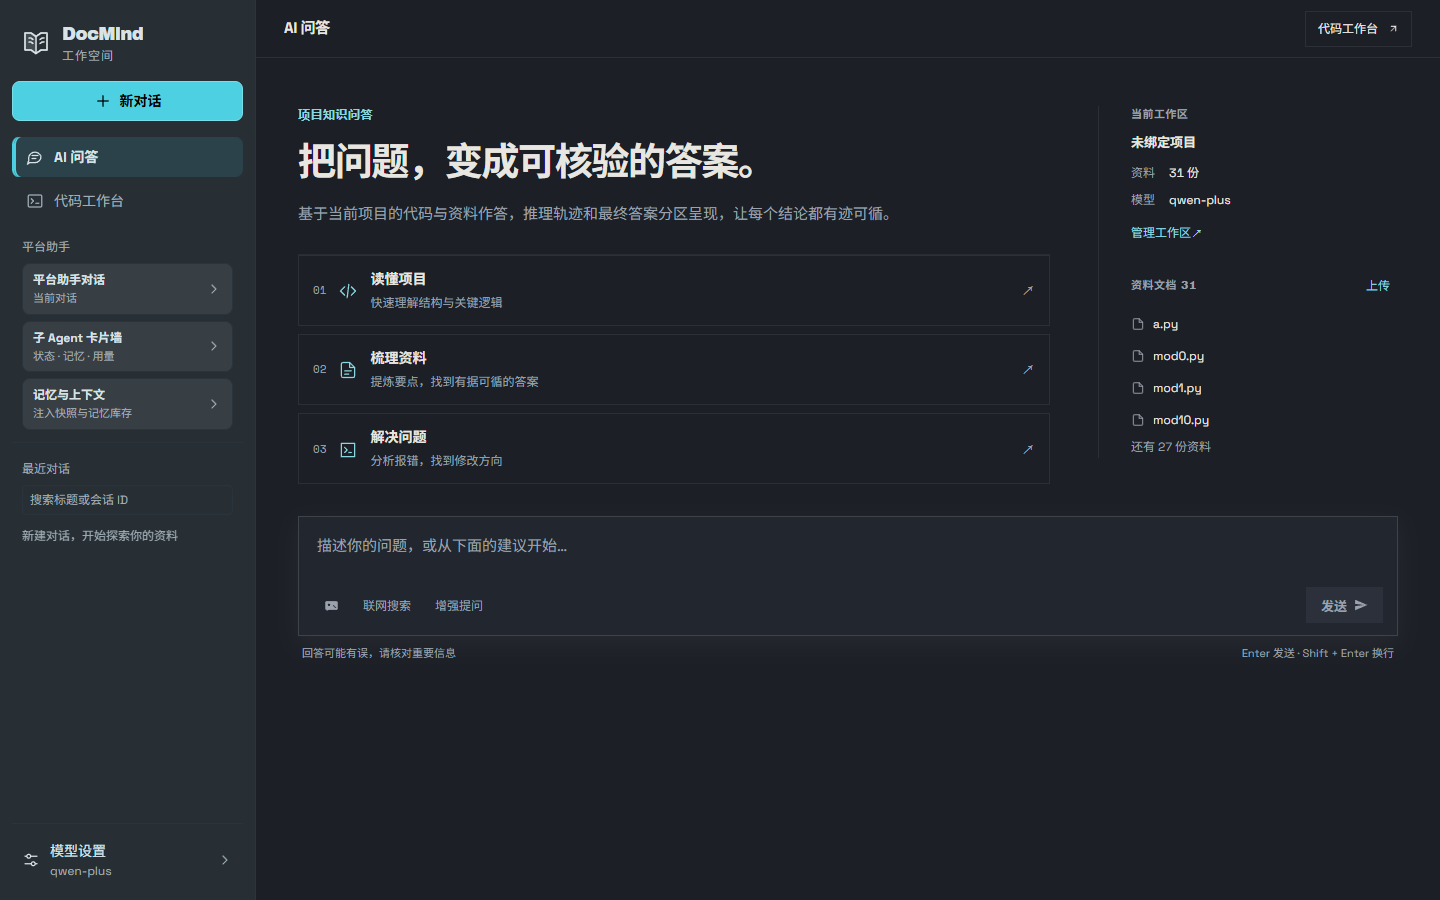 DocMind
工作空间
新对话
AI 问答
代码工作台
平台助手
平台助手对话
当前对话
子 Agent 卡片墙
状态 · 记忆 · 用量
记忆与上下文
注入快照与记忆库存
最近对话
搜索标题或会话 ID
新建对话，开始探索你的资料
模型设置
qwen-plus
AI 问答
代码工作台
项目知识问答
把问题，变成可核验的答案。
基于当前项目的代码与资料作答，推理轨迹和最终答案分区呈现，让每个结论都有迹可循。
01
读懂项目
快速理解结构与关键逻辑
02
梳理资料
提炼要点，找到有据可循的答案
03
解决问题
分析报错，找到修改方向
当前工作区
未绑定项目
资料 31 份
模型 qwen-plus
管理工作区↗
资料文档 31 上传
a.py
mod0.py
mod1.py
mod10.py
还有 27 份资料
描述你的问题，或从下面的建议开始...
联网搜索 增强提问
发送
回答可能有误，请核对重要信息
Enter 发送 · Shift + Enter 换行